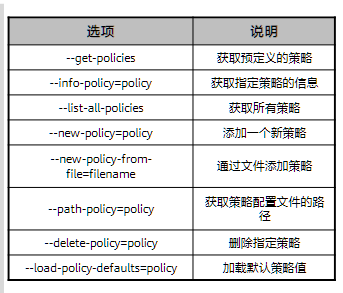 选项 说明
--get-policies 获取预定义的策略
--info-policy=policy 获取指定策略的信息
--list-all-policies 获取所有策略
--new-policy=policy 添加一个新策略
--new-policy-from-
file=filename
通过文件添加策略
--path-policy=policy
获取策略配置文件的路
径
--delete-policy=policy 删除指定策略
--load-policy-defaults=policy 加载默认策略值